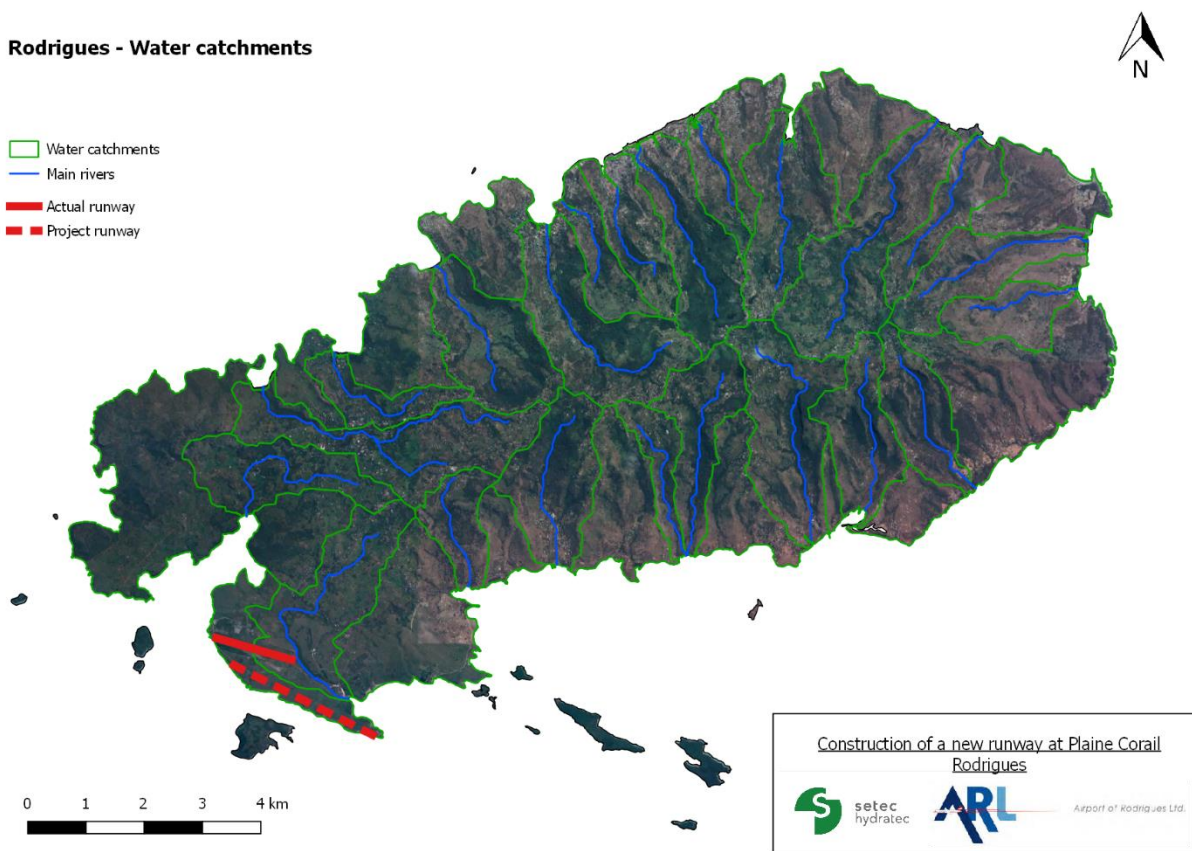 Rodrigues - Water catchments
N
Water catchments
Main rivers
Actual runway
Project runway
0 1 2 3 4 km
Construction of a new runway at Plaine Corail
Rodrigues
setec
hydratec
ARL
Airport of Rodrigues Ltd.